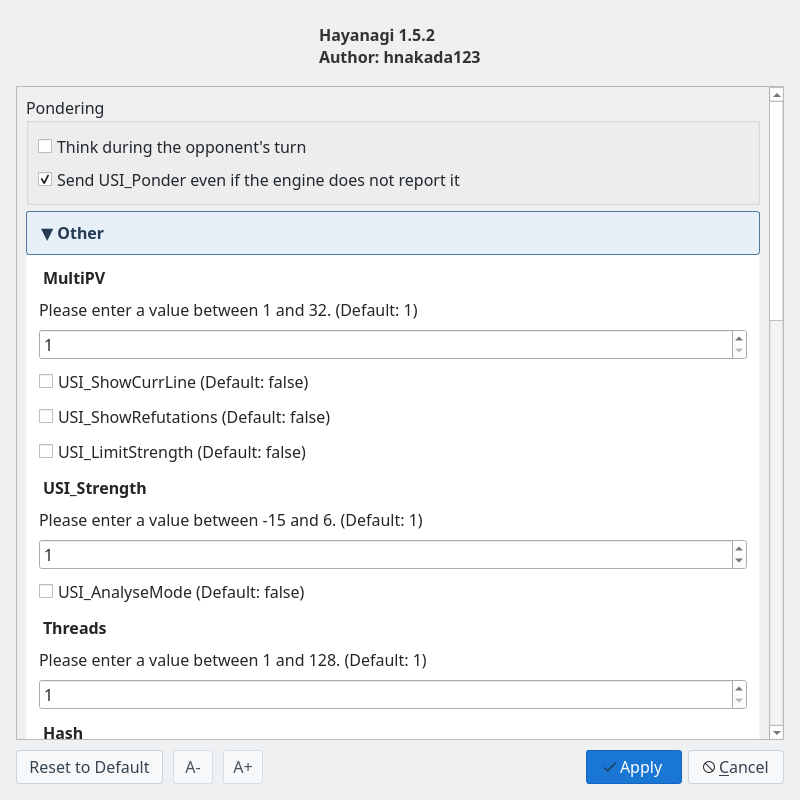 Hayanagi 1.5.2
Author: hnakada123
Pondering
Think during the opponent's turn
Send USI_Ponder even if the engine does not report it
▼ Other
MultiPV
Please enter a value between 1 and 32. (Default: 1)
1
USI_ShowCurrLine (Default: false)
USI_ShowRefutations (Default: false)
USI_LimitStrength (Default: false)
USI_Strength
Please enter a value between -15 and 6. (Default: 1)
1
USI_AnalyseMode (Default: false)
Threads
Please enter a value between 1 and 128. (Default: 1)
1
Hash
Reset to Default A- A+ Apply Cancel